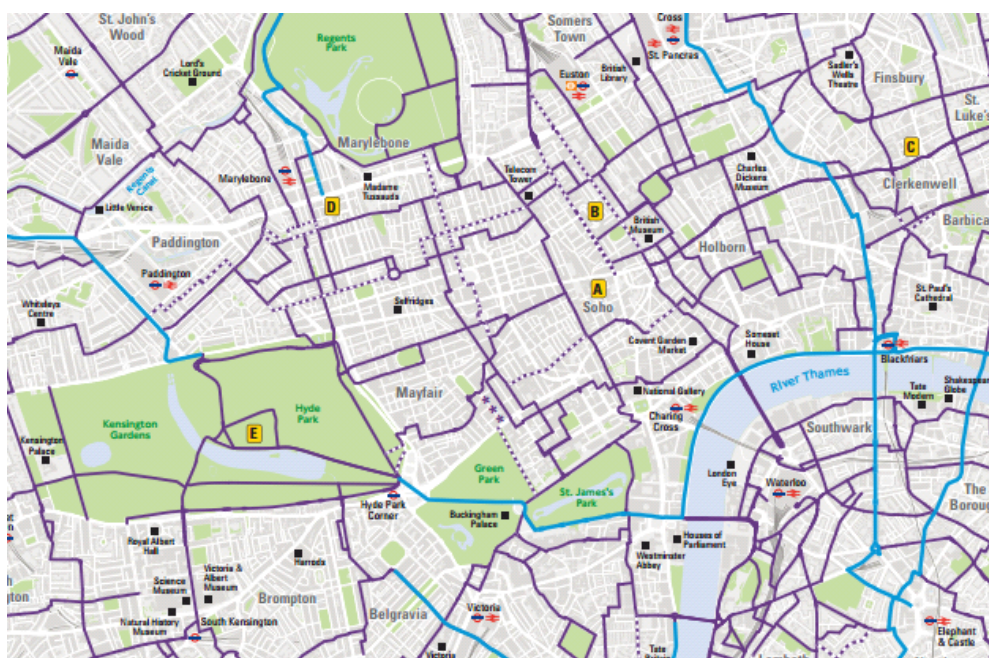 St. John's
Wood
Maida
Vale
Lord's
Cricket Ground
Regents
Park
Somers
Town
Cross
St. Pancras
Euston
British
Library
Sadler's
Wells
Theatre
Finsbury
St.
Luke's
Maida
Vale
Marylebone
C
Marylebone
Madame
Tussauds
Telecom
Tower
Charles
Dickens
Museum
Clerkenwell
Regents
Canal
Little Venice
D
B
British
Museum
Barbica
Paddington
Holborn
Paddington
A
Soho
St. Paul's
Cathedral
Whiteleys
Centre
Selfridges
Covent Garden
Market
Somerset
House
Blackfriars
Mayfair
National Gallery
River Thames
Tate
Modern
Shakespear
Globe
Kensington
Gardens
Hyde
Park
E
Charing
Cross
Southwark
Kensington
Palace
Green
Park
London
Eye
Waterloo
St. James's
Park
The
Boroug
Hyde Park
Corner
Buckingham
Palace
Royal Albert
Hall
Harrods
Westminster
Abbey
Houses of
Parliament
Science
Museum
Victoria &
Albert
Museum
Brompton
Natural History
Museum
South Kensington
Belgravia
Victoria
Elephant
& Castle
Victoria
Tate